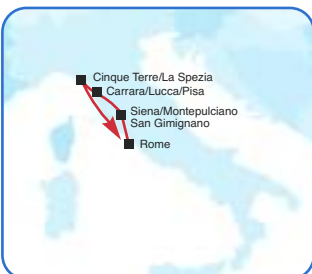 Cinque Terre/La Spezia
Carrara/Lucca/Pisa
Siena/Montepulciano
San Gimignano
Rome